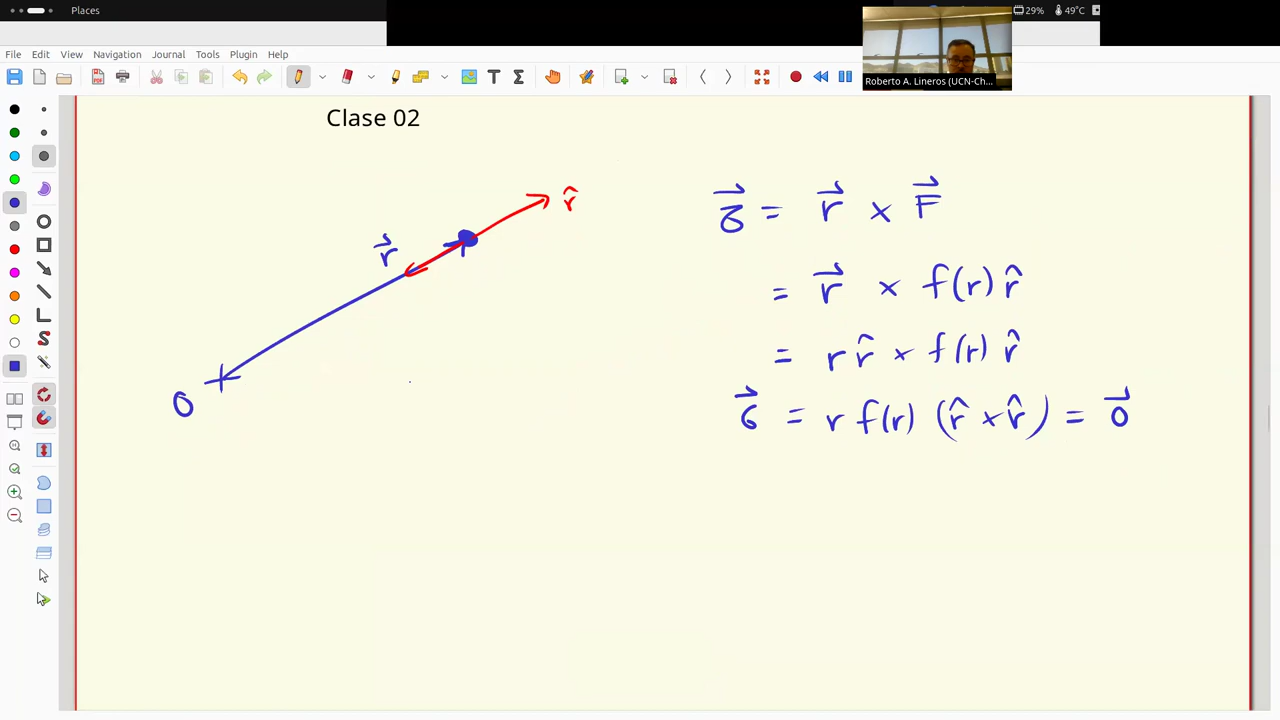 Places
29%
49°C
File Edit View Navigation Journal Tools Plugin Help
Roberto A. Lineros (UCN-Ch...
Clase 02
r̂
r⃗
O
τ⃗ = r⃗ × F⃗
= r⃗ × f(r) r̂
= r r̂ × f(r) r̂
τ⃗ = r f(r) (r̂ × r̂) = 0⃗